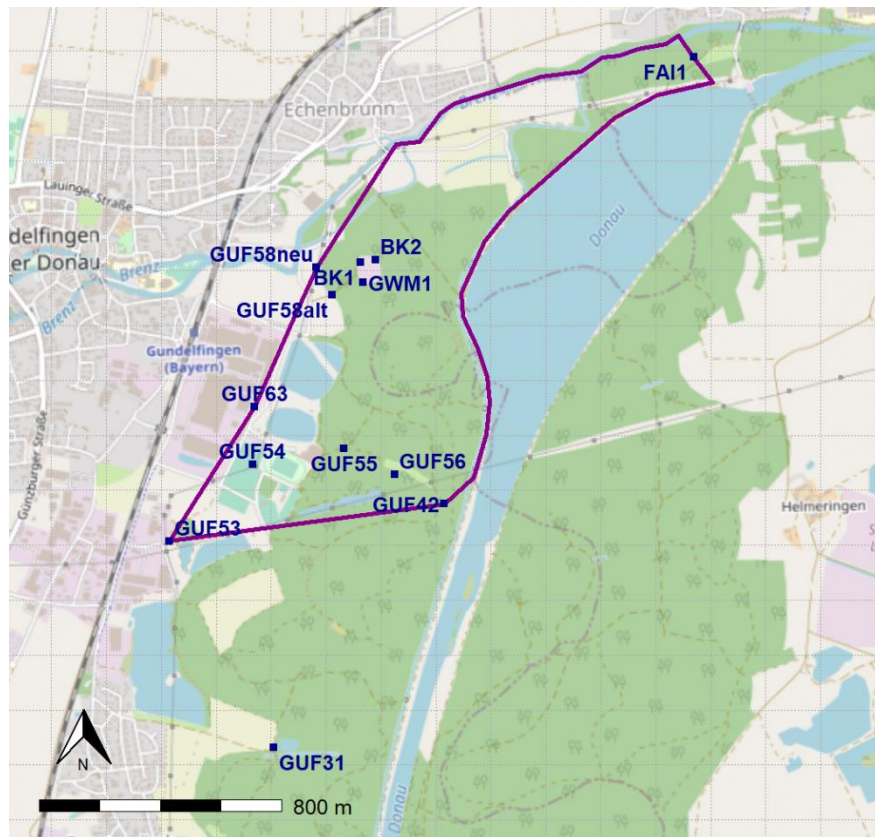 FAI1
Brenz
Echenbrunn
Lauinger Straße
ndelfingen
er Donau
Brenz
Brenz
GUF58neu
BK2
BK1
GWM1
GUF58alt
Donau
Gundelfingen
(Bayern)
GUF63
GUF54
GUF55
GUF56
GUF42
Günzburger Straße
Helmeringen
GUF53
GUF31
N
800 m
Donau